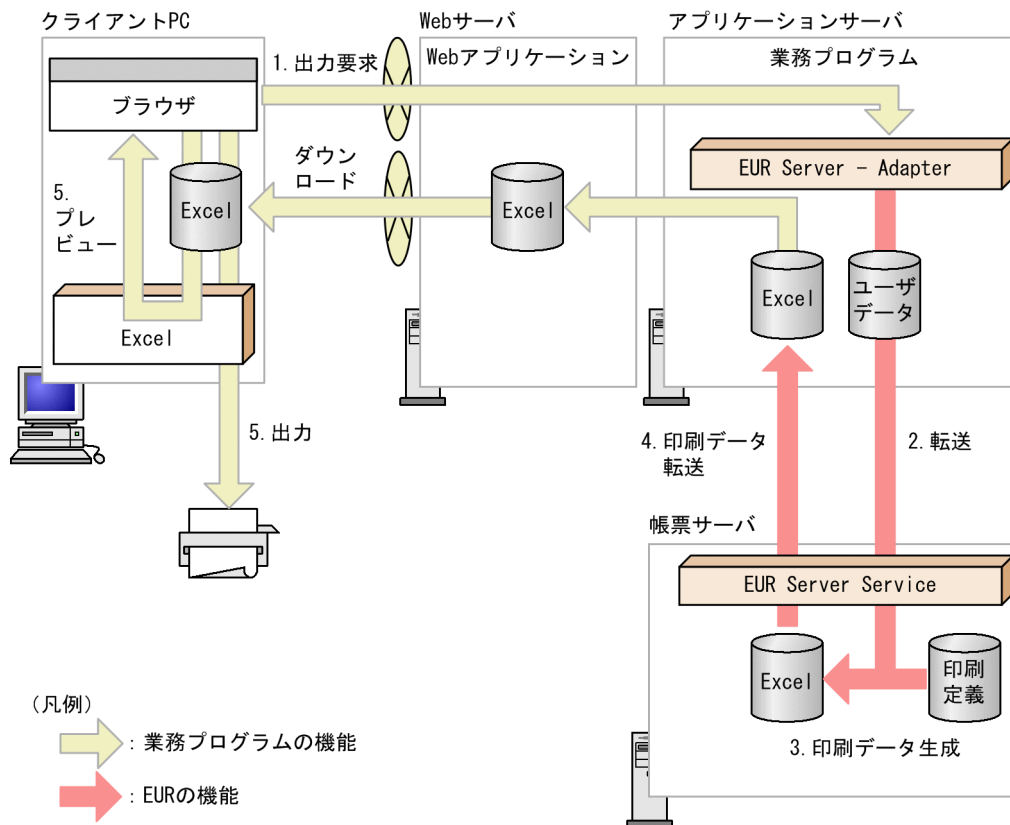 クライアントPC
Webサーバ
アプリケーションサーバ
1. 出力要求
Webアプリケーション
業務プログラム
ブラウザ
ダウン
ロード
EUR Server − Adapter
5.
プレ
ビュー
Excel
Excel
Excel
ユーザ
データ
Excel
5. 出力
4. 印刷データ
転送
2. 転送
帳票サーバ
EUR Server Service
Excel
印刷
定義
3. 印刷データ生成
(凡例)
: 業務プログラムの機能
: EURの機能